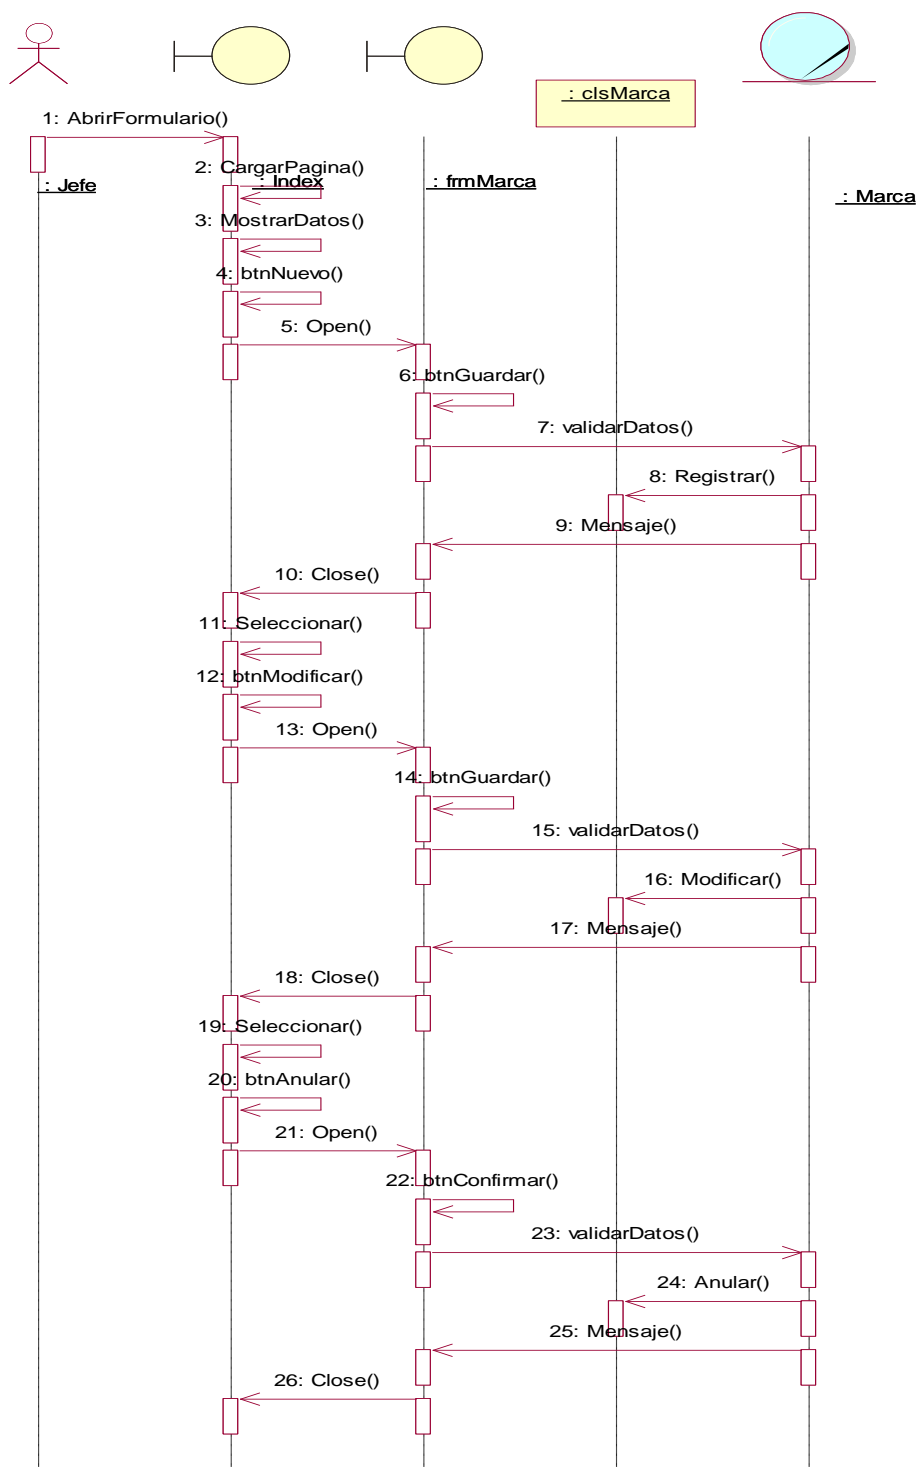 : clsMarca
1: AbrirFormulario()
2: CargarPagina()
: Jefe
: Index
: frmMarca
: Marca
3: MostrarDatos()
4: btnNuevo()
5: Open()
6: btnGuardar()
7: validarDatos()
8: Registrar()
9: Mensaje()
10: Close()
11: Seleccionar()
12: btnModificar()
13: Open()
14: btnGuardar()
15: validarDatos()
16: Modificar()
17: Mensaje()
18: Close()
19: Seleccionar()
20: btnAnular()
21: Open()
22: btnConfirmar()
23: validarDatos()
24: Anular()
25: Mensaje()
26: Close()